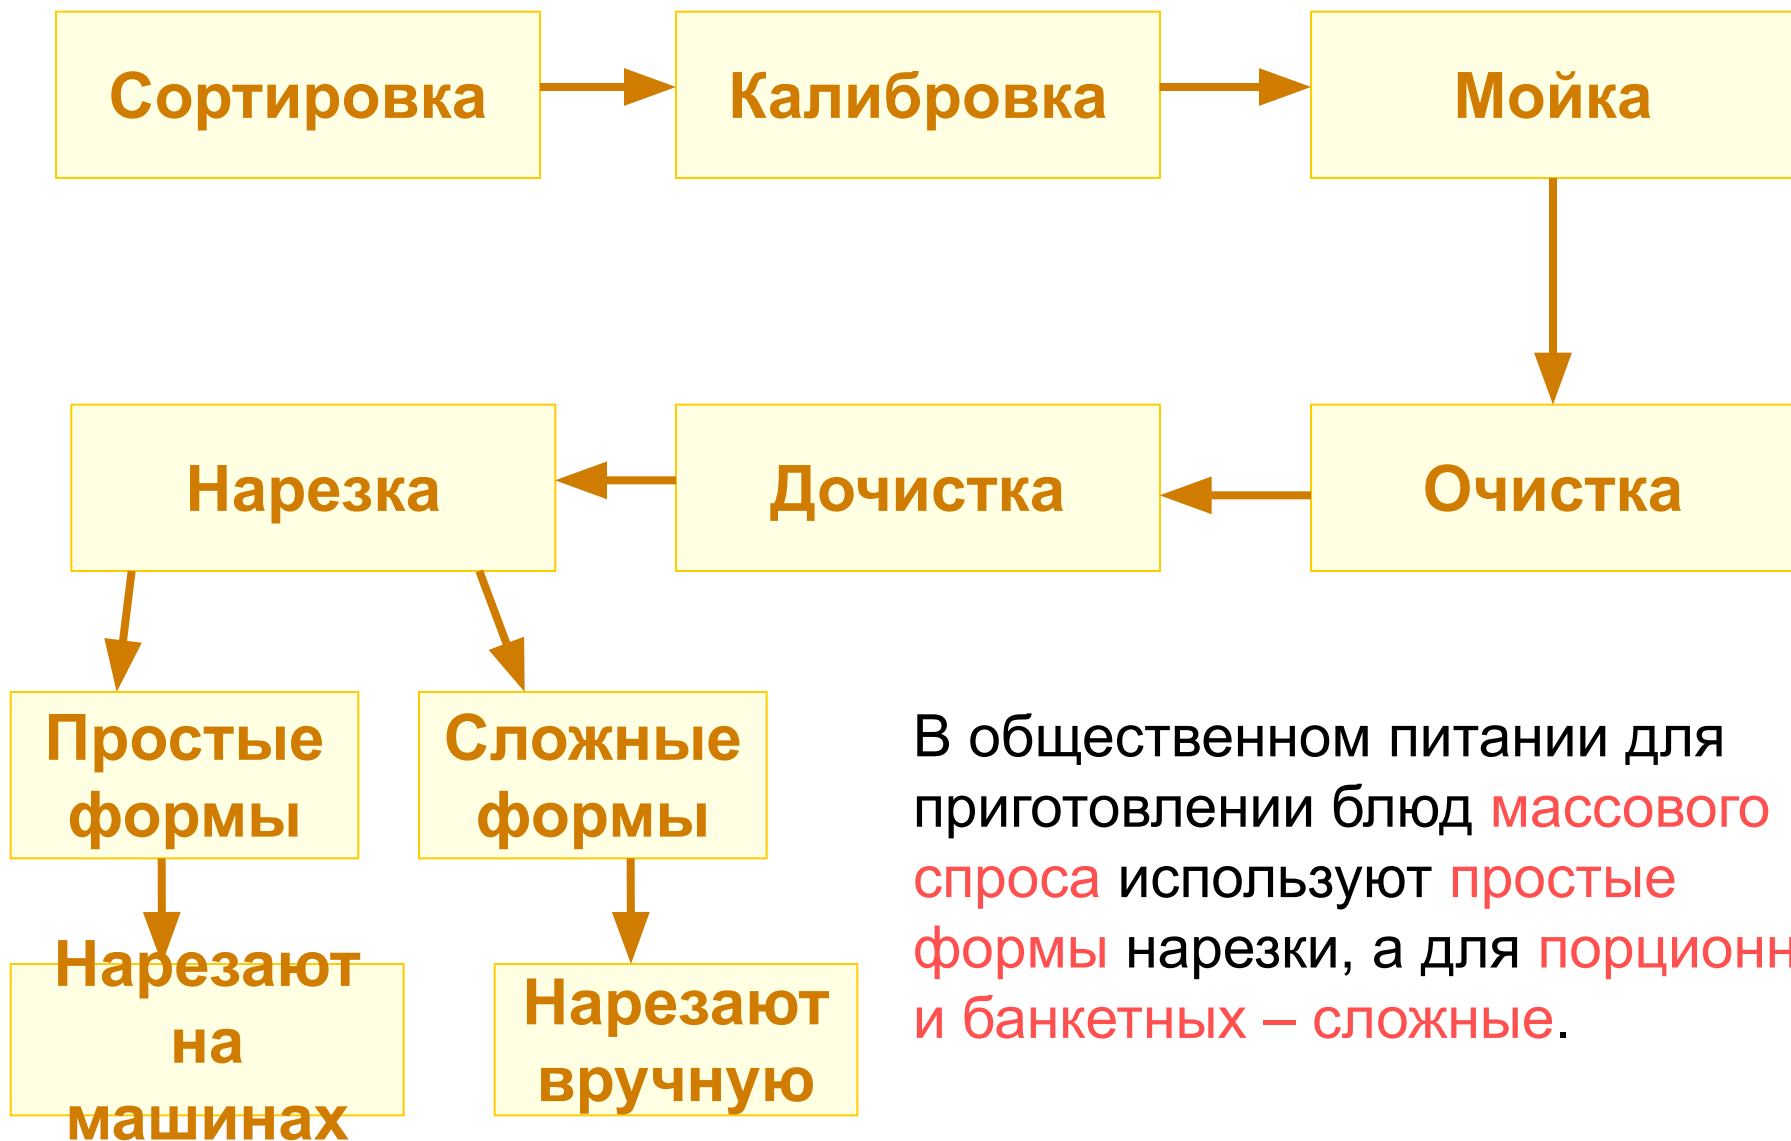 Сортировка
Калибровка
Мойка
Нарезка
Дочистка
Очистка
Простые
формы
Сложные
формы
Нарезают
на
машинах
Нарезают
вручную
В общественном питании для
приготовлении блюд массового
спроса используют простые
формы нарезки, а для
и банкетных – сложные.